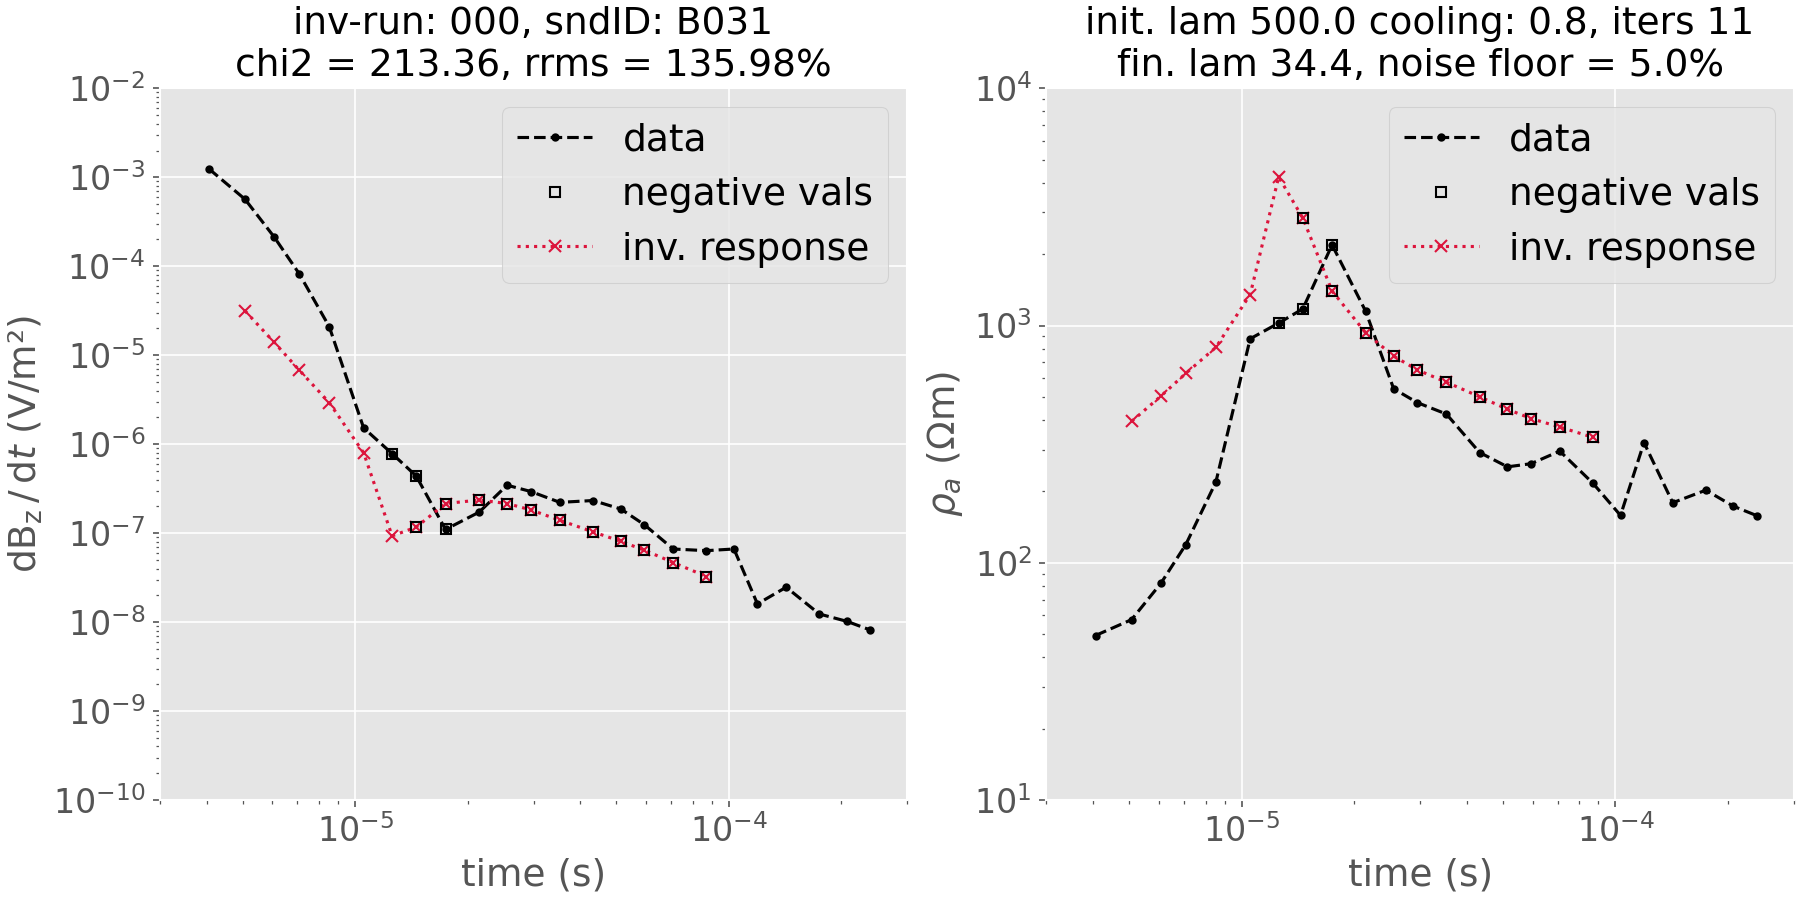 inv-run: 000, sndID: B031
chi2 = 213.36, rrms = 135.98%
10⁻²
10⁻³
10⁻⁴
10⁻⁵
10⁻⁶
10⁻⁷
10⁻⁸
10⁻⁹
10⁻¹⁰
dB_z / dt (V/m²)
data
negative vals
inv. response
10⁻⁵
10⁻⁴
time (s)
init. lam 500.0 cooling: 0.8, iters 11
fin. lam 34.4, noise floor = 5.0%
10⁴
10³
10²
10¹
ρₐ (Ωm)
data
negative vals
inv. response
10⁻⁵
10⁻⁴
time (s)